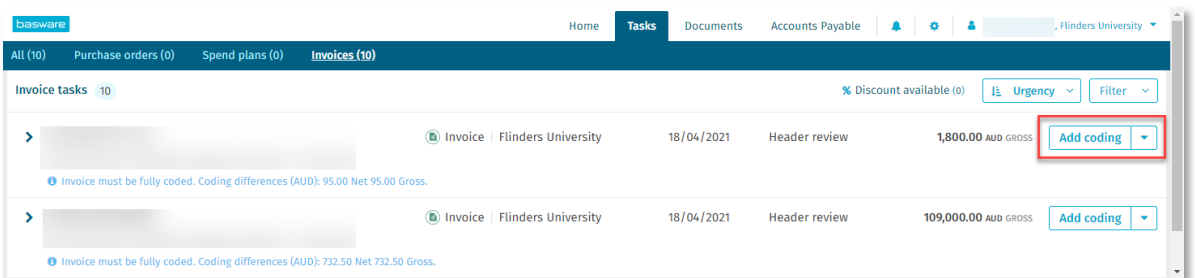 basware
Home Tasks Documents Accounts Payable , Flinders University
All (10) Purchase orders (0) Spend plans (0) Invoices (10)
Invoice tasks 10 % Discount available (0) Urgency Filter
Invoice Flinders University 18/04/2021 Header review 1,800.00 AUD GROSS Add coding
Invoice must be fully coded. Coding differences (AUD): 95.00 Net 95.00 Gross.
Invoice Flinders University 18/04/2021 Header review 109,000.00 AUD GROSS Add coding
Invoice must be fully coded. Coding differences (AUD): 732.50 Net 732.50 Gross.